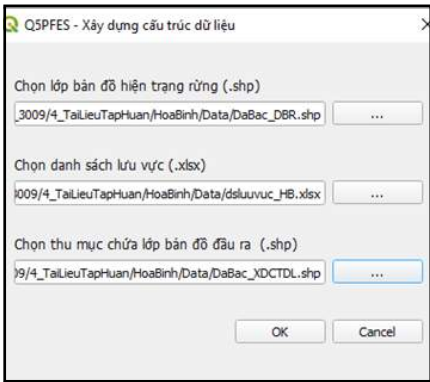 Q5PFES - Xây dựng cấu trúc dữ liệu
Chọn lớp bản đồ hiện trạng rừng (.shp)
_3009/4_TaiLieuTapHuan/HoaBinh/Data/DaBac_DBR.shp
...
Chọn danh sách lưu vực (.xlsx)
3009/4_TaiLieuTapHuan/HoaBinh/Data/dsluuvuc_HB.xlsx
...
Chọn thư mục chứa lớp bản đồ đầu ra (.shp)
09/4_TaiLieuTapHuan/HoaBinh/Data/DaBac_XDCTDL.shp
...
OK
Cancel